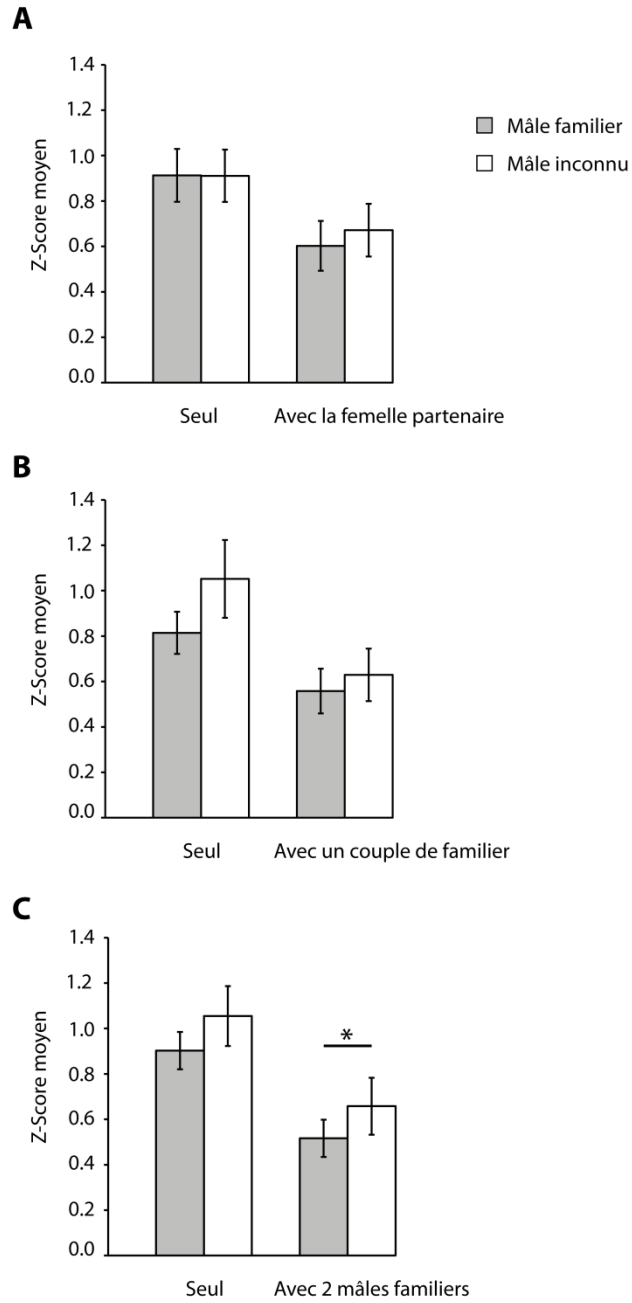 A
Z-Score moyen
1.4
1.2
1.0
0.8
0.6
0.4
0.2
0.0
Mâle familier
Mâle inconnu
Seul
Avec la femelle partenaire
B
Z-Score moyen
1.4
1.2
1.0
0.8
0.6
0.4
0.2
0.0
Seul
Avec un couple de familier
C
Z-Score moyen
1.4
1.2
1.0
0.8
0.6
0.4
0.2
0.0
*
Seul
Avec 2 mâles familiers